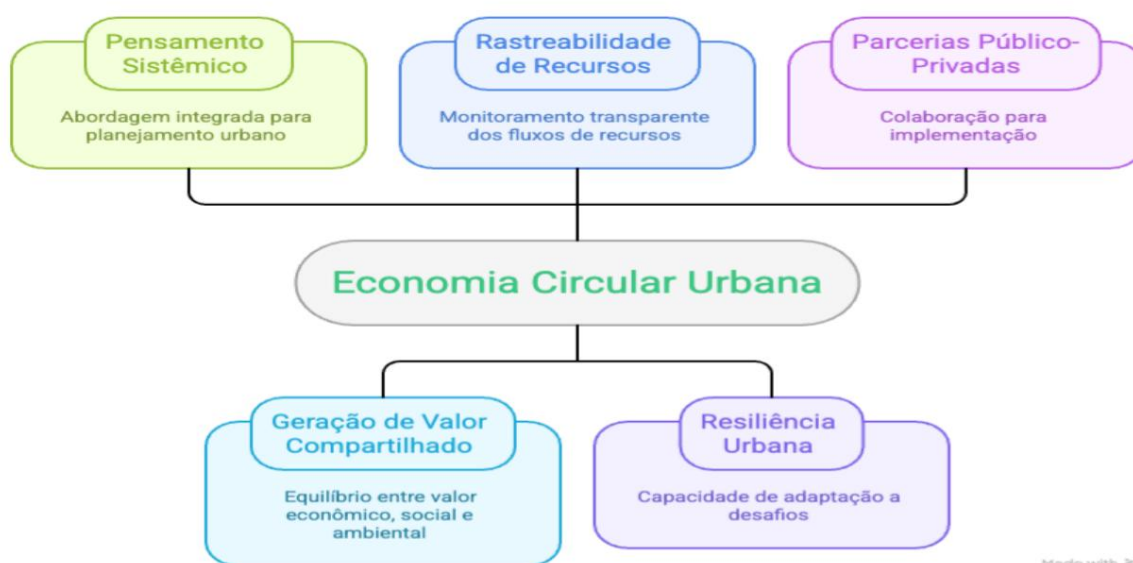 Pensamento
Sistêmico
Abordagem integrada para
planejamento urbano
Rastreabilidade
de Recursos
Monitoramento transparente
dos fluxos de recursos
Parcerias Público-
Privadas
Colaboração para
implementação
Economia Circular Urbana
Geração de Valor
Compartilhado
Equilíbrio entre valor
econômico, social e
ambiental
Resiliência
Urbana
Capacidade de adaptação a
desafios
Made with